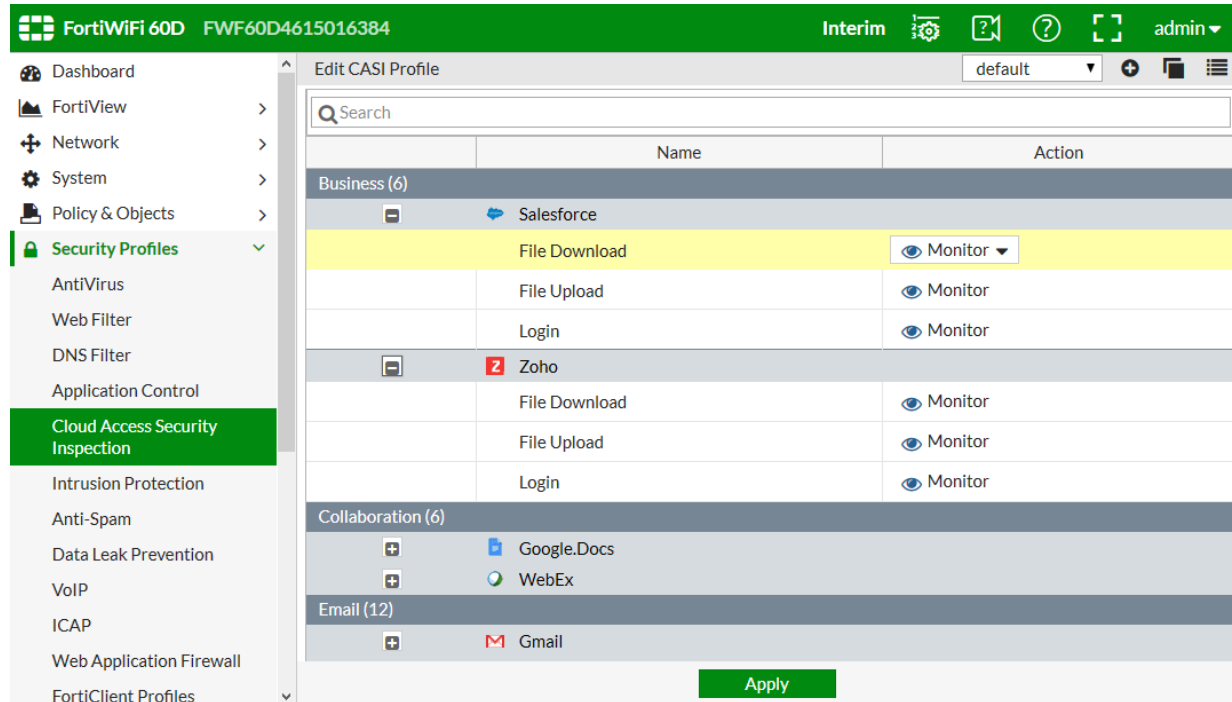 FortiWiFi 60D FWF60D4615016384 Interim admin
Dashboard
FortiView
Network
System
Policy & Objects
Security Profiles
AntiVirus
Web Filter
DNS Filter
Application Control
Cloud Access Security
Inspection
Intrusion Protection
Anti-Spam
Data Leak Prevention
VoIP
ICAP
Web Application Firewall
FortiClient Profiles
Edit CASI Profile default
Search
Name Action
Business (6)
Salesforce
File Download Monitor
File Upload Monitor
Login Monitor
Zoho
File Download Monitor
File Upload Monitor
Login Monitor
Collaboration (6)
Google.Docs
WebEx
Email (12)
Gmail
Apply